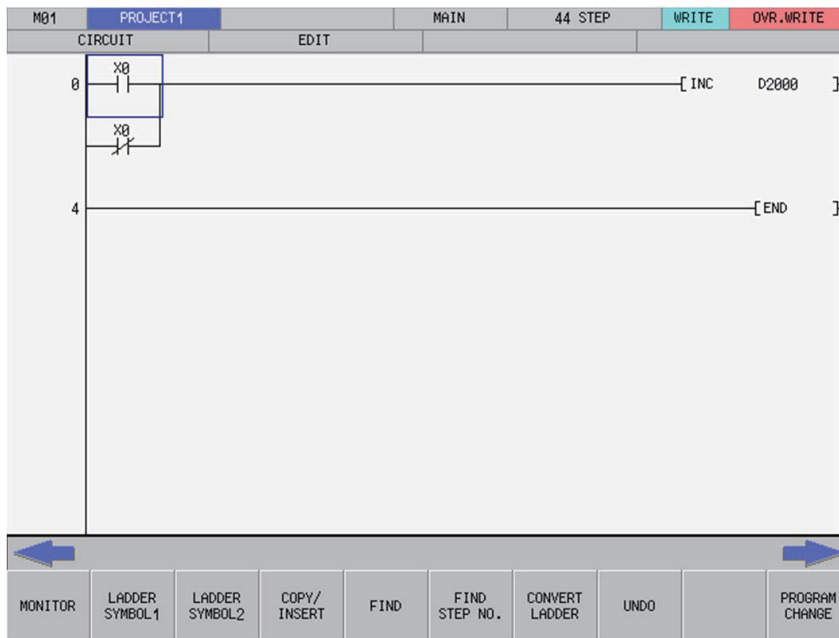 M01 PROJECT1 MAIN 44 STEP WRITE OVR.WRITE
CIRCUIT EDIT
X0
0 [ INC D2000 ]
X0
4 [ END ]
MONITOR LADDER SYMBOL1 LADDER SYMBOL2 COPY/ INSERT FIND FIND STEP NO. CONVERT LADDER UNDO PROGRAM CHANGE